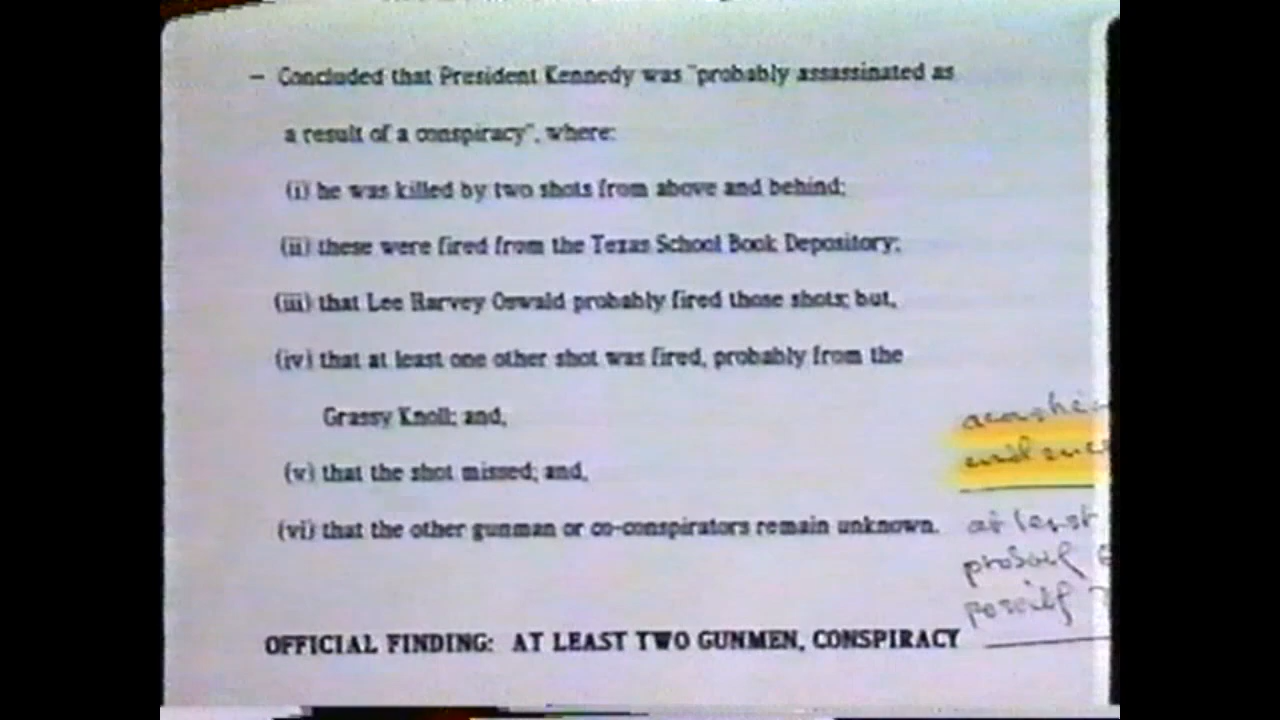 – Concluded that President Kennedy was "probably assassinated as
a result of a conspiracy", where:
(i) he was killed by two shots from above and behind;
(ii) these were fired from the Texas School Book Depository;
(iii) that Lee Harvey Oswald probably fired those shots; but,
(iv) that at least one other shot was fired, probably from the
Grassy Knoll; and,
(v) that the shot missed; and,
(vi) that the other gunman or co-conspirators remain unknown.
at least
OFFICIAL FINDING: AT LEAST TWO GUNMEN, CONSPIRACY